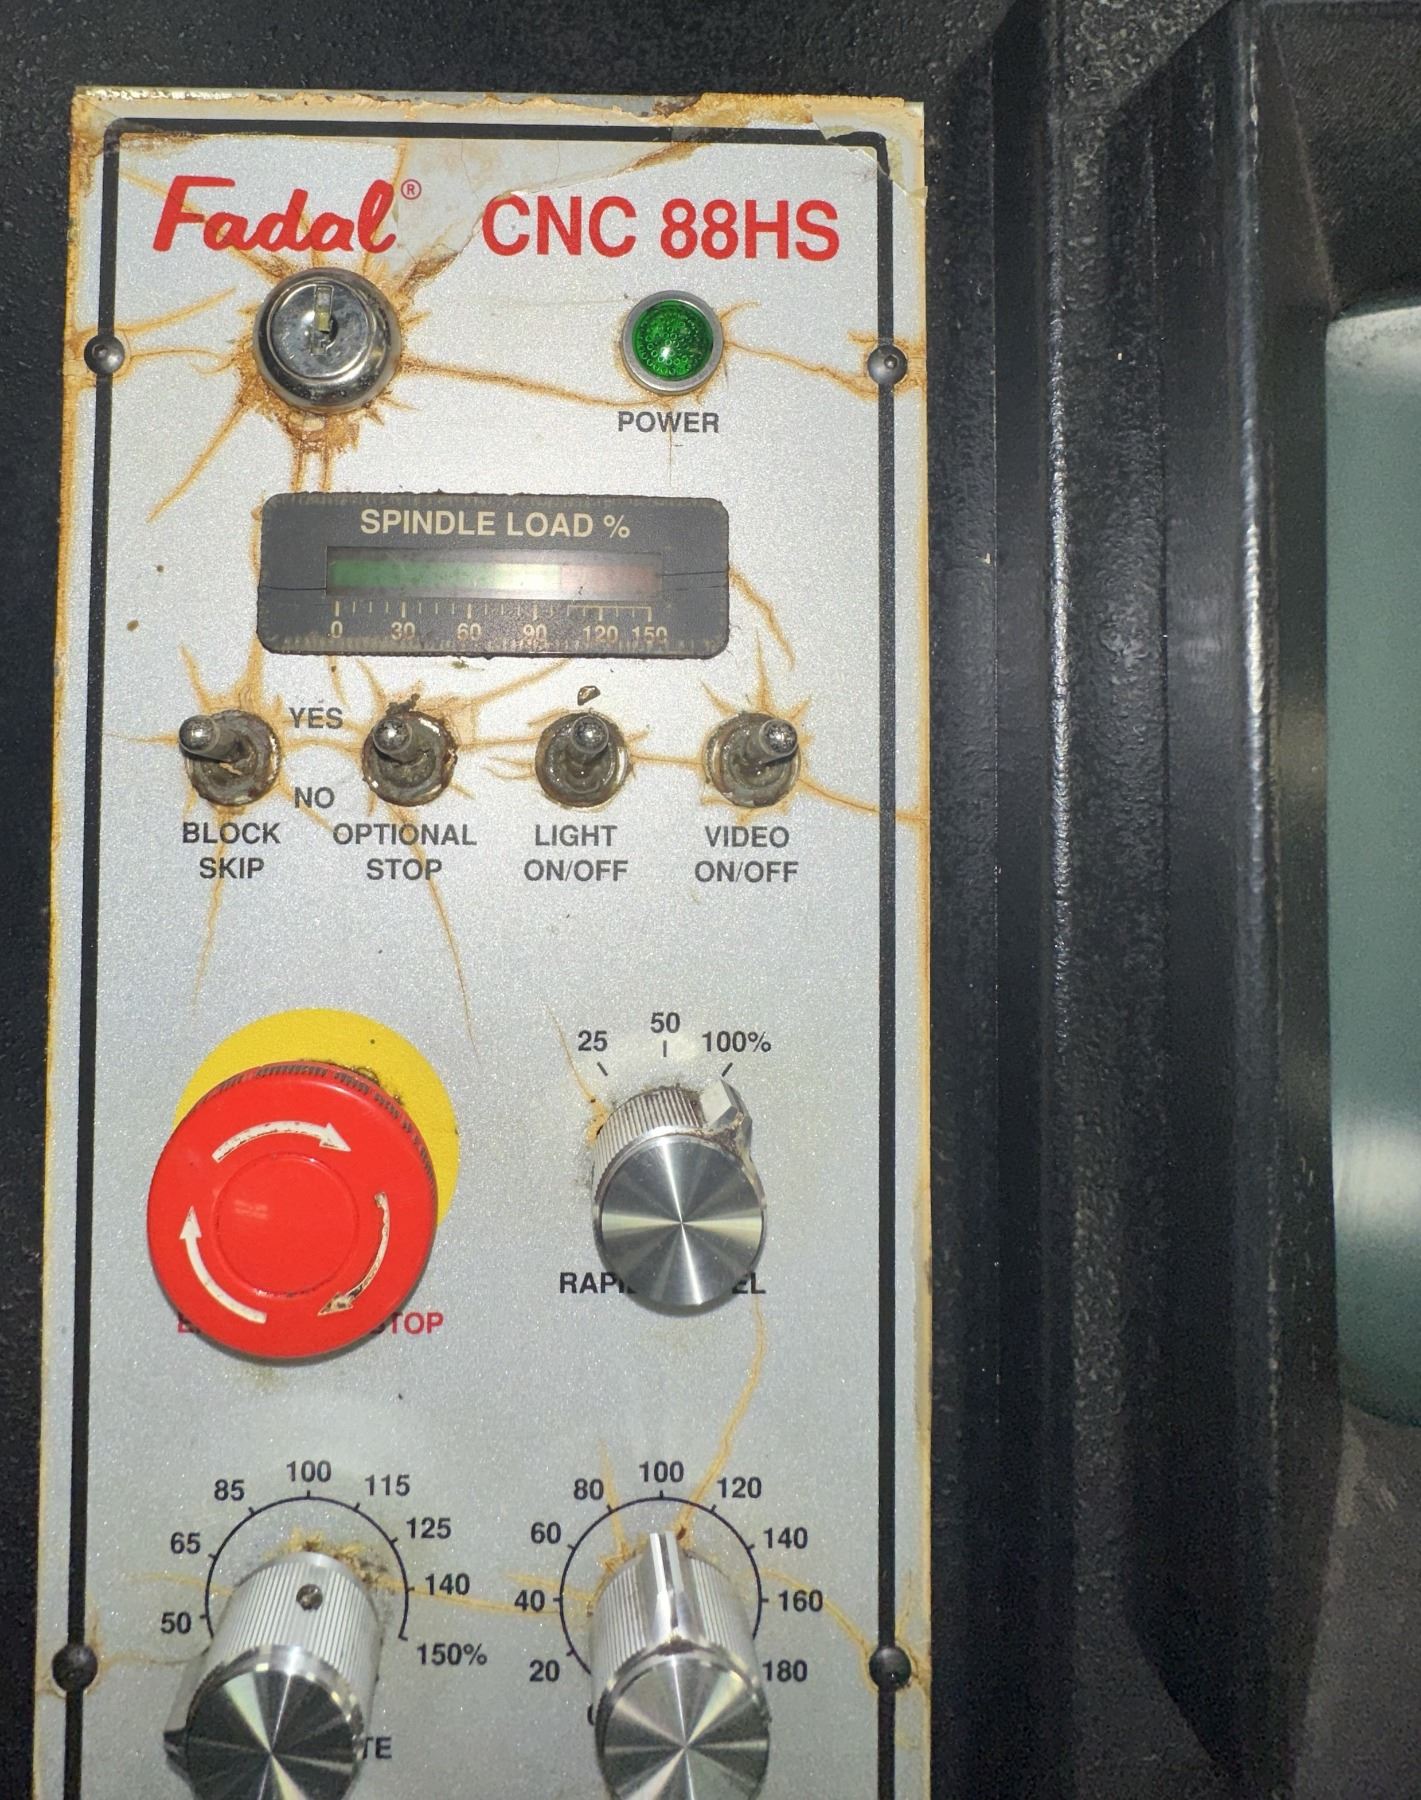 Fadal® CNC 88HS
POWER
SPINDLE LOAD %
0 30 60 90 120 150
YES
NO
BLOCK SKIP
OPTIONAL STOP
LIGHT ON/OFF
VIDEO ON/OFF
25 50 100%
STOP
50 65 85 100 115 125 140 150%
20 40 60 80 100 120 140 160 180